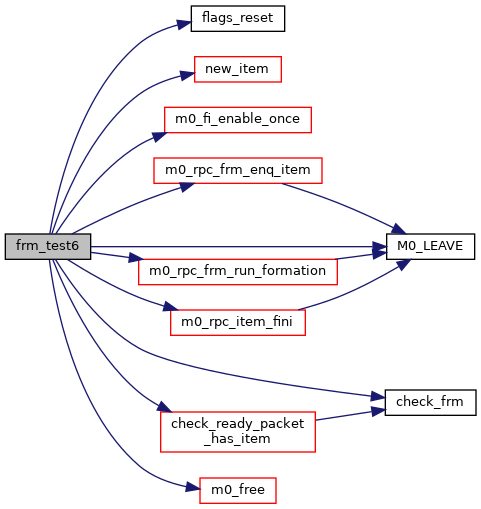 flags_reset
new_item
m0_fi_enable_once
m0_rpc_frm_enq_item
frm_test6
M0_LEAVE
m0_rpc_frm_run_formation
m0_rpc_item_fini
check_frm
check_ready_packet
_has_item
m0_free